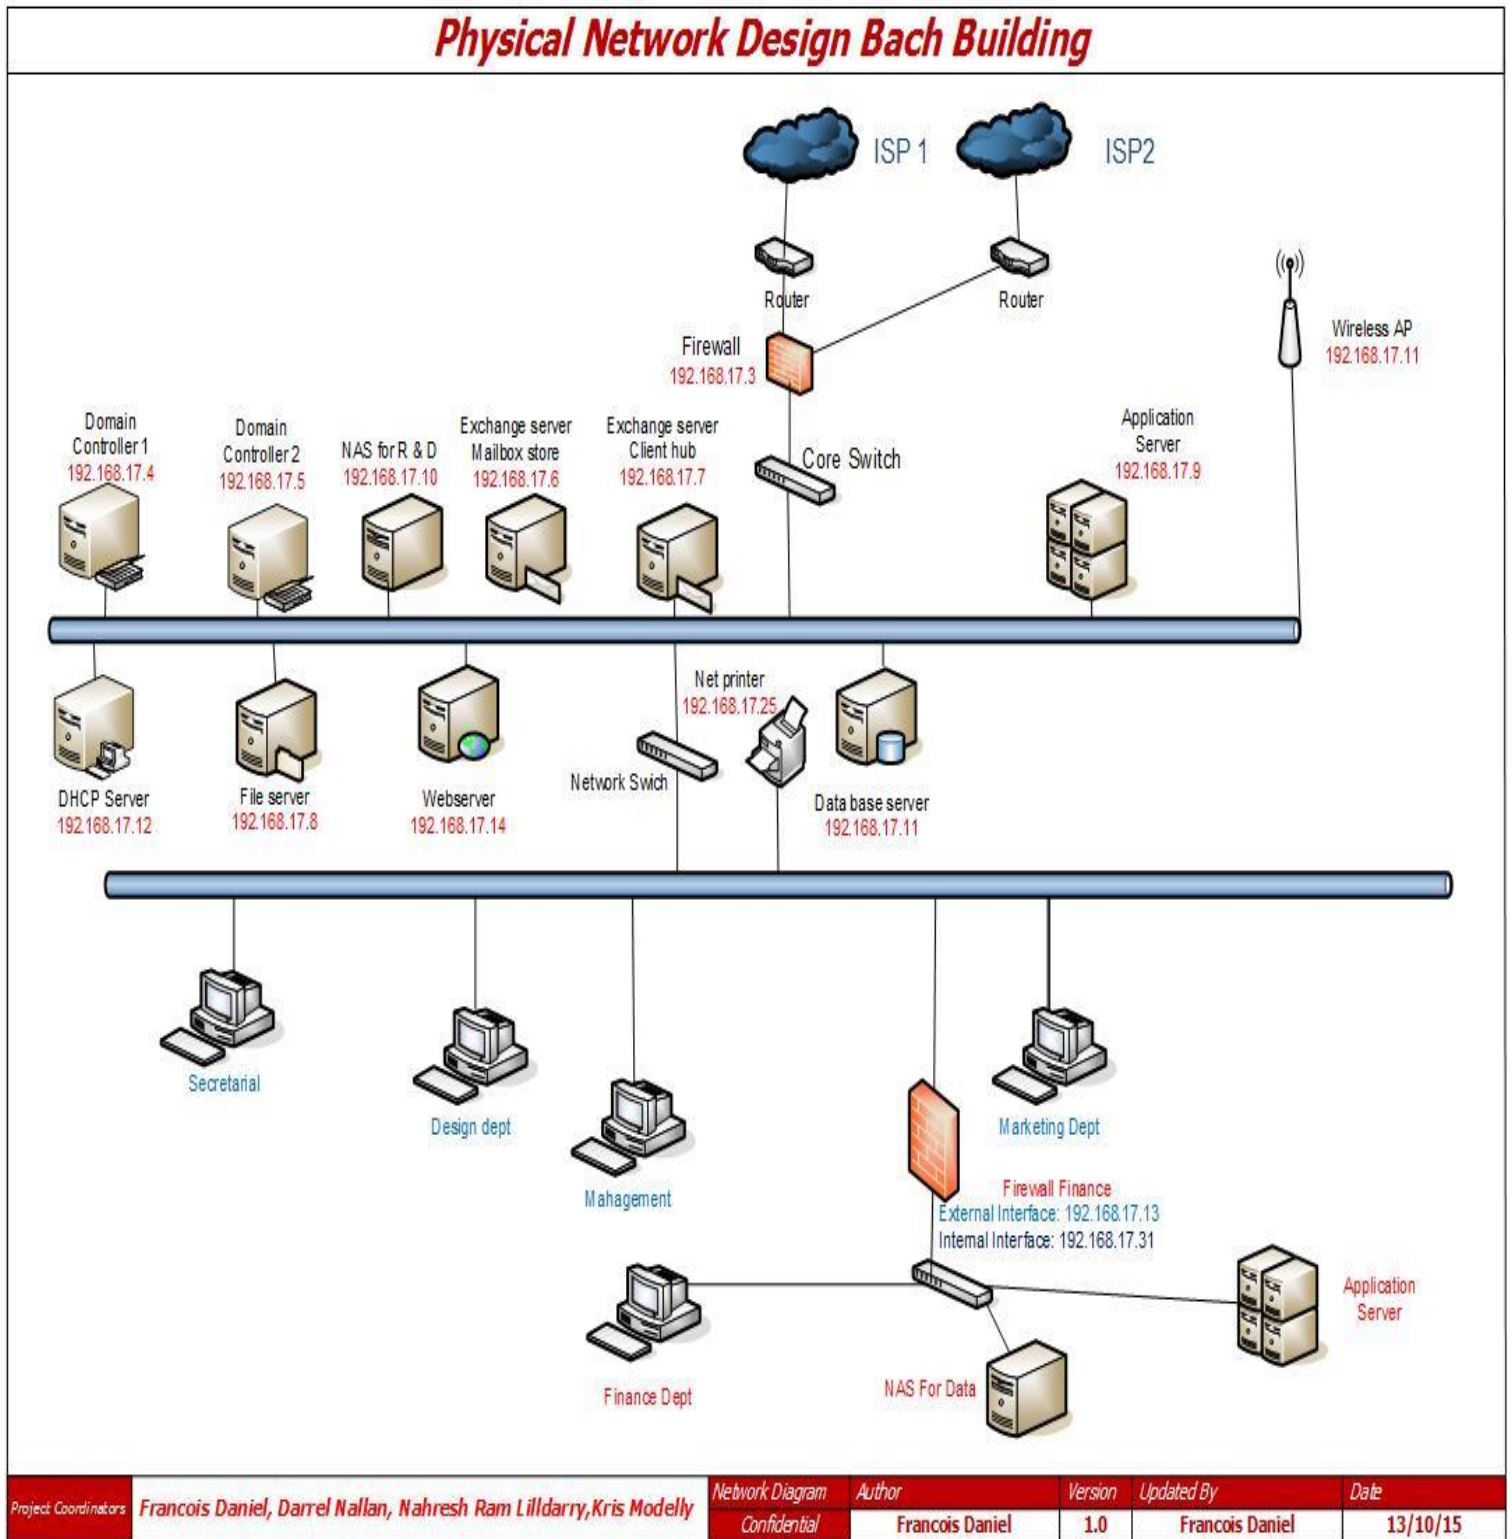 Physical Network Design Bach Building
ISP 1
ISP2
Router
Router
Wireless AP
192.168.17.11
Firewall
192.168.17.3
Domain
Controller 1
192.168.17.4
Domain
Controller 2
192.168.17.5
NAS for R & D
192.168.17.10
Exchange server
Mailbox store
192.168.17.6
Exchange server
Client hub
192.168.17.7
Core Switch
Application
Server
192.168.17.9
DHCP Server
192.168.17.12
File server
192.168.17.8
Webserver
192.168.17.14
Network Swich
Net printer
192.168.17.25
Data base server
192.168.17.11
Secretarial
Design dept
Mahagement
Marketing Dept
Firewall Finance
External Interface: 192.168.17.13
Internal Interface: 192.168.17.31
Finance Dept
NAS For Data
Application
Server
Project Coordinators
Francois Daniel, Darrel Nallan, Nahresh Ram Lilldarry,Kris Modelly
Network Diagram
Confidential
Author
Francois Daniel
Version
1.0
Updated By
Francois Daniel
Date
13/10/15